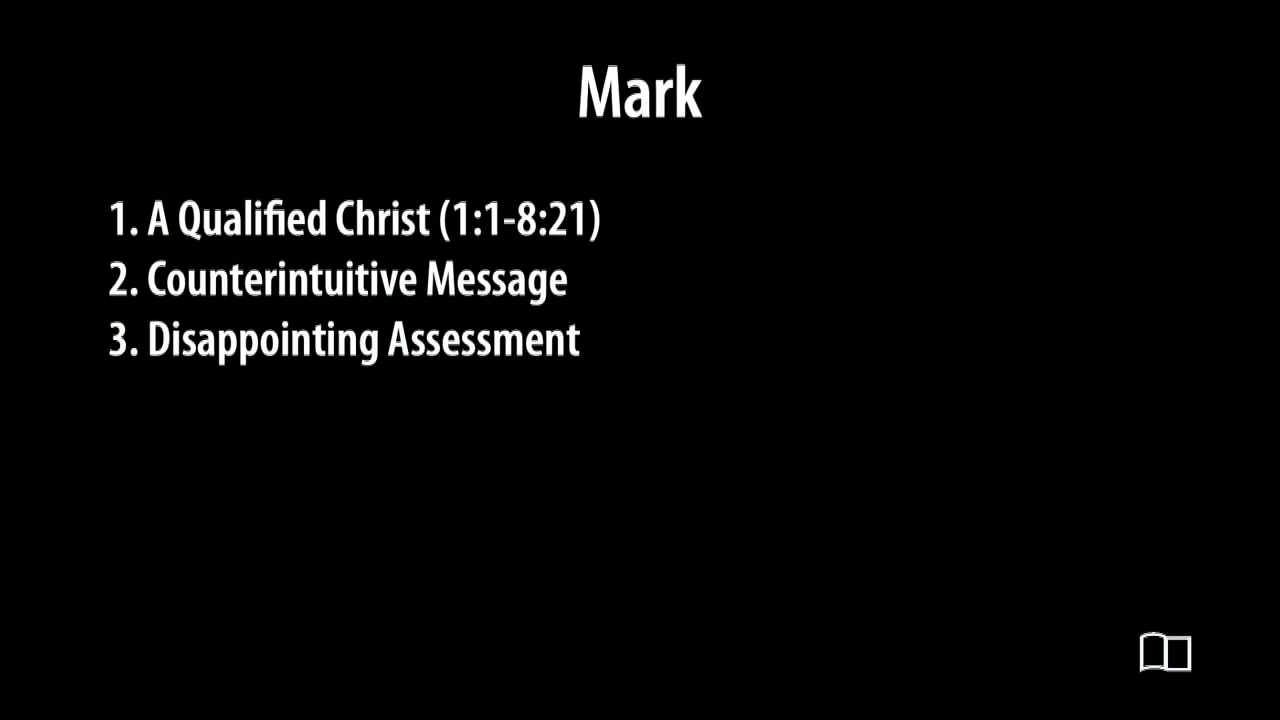 Mark
1. A Qualified Christ (1:1-8:21)
2. Counterintuitive Message
3. Disappointing Assessment